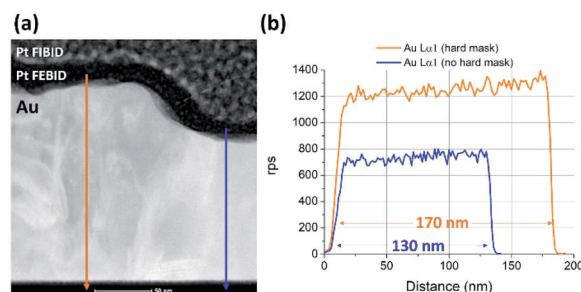 (a)
Pt FIBID
Pt FEBID
Au
50 nm
(b)
Au Lα1 (hard mask)
Au Lα1 (no hard mask)
1400
1200
1000
800
600
400
200
0
rps
170 nm
130 nm
0 50 100 150 200
Distance (nm)